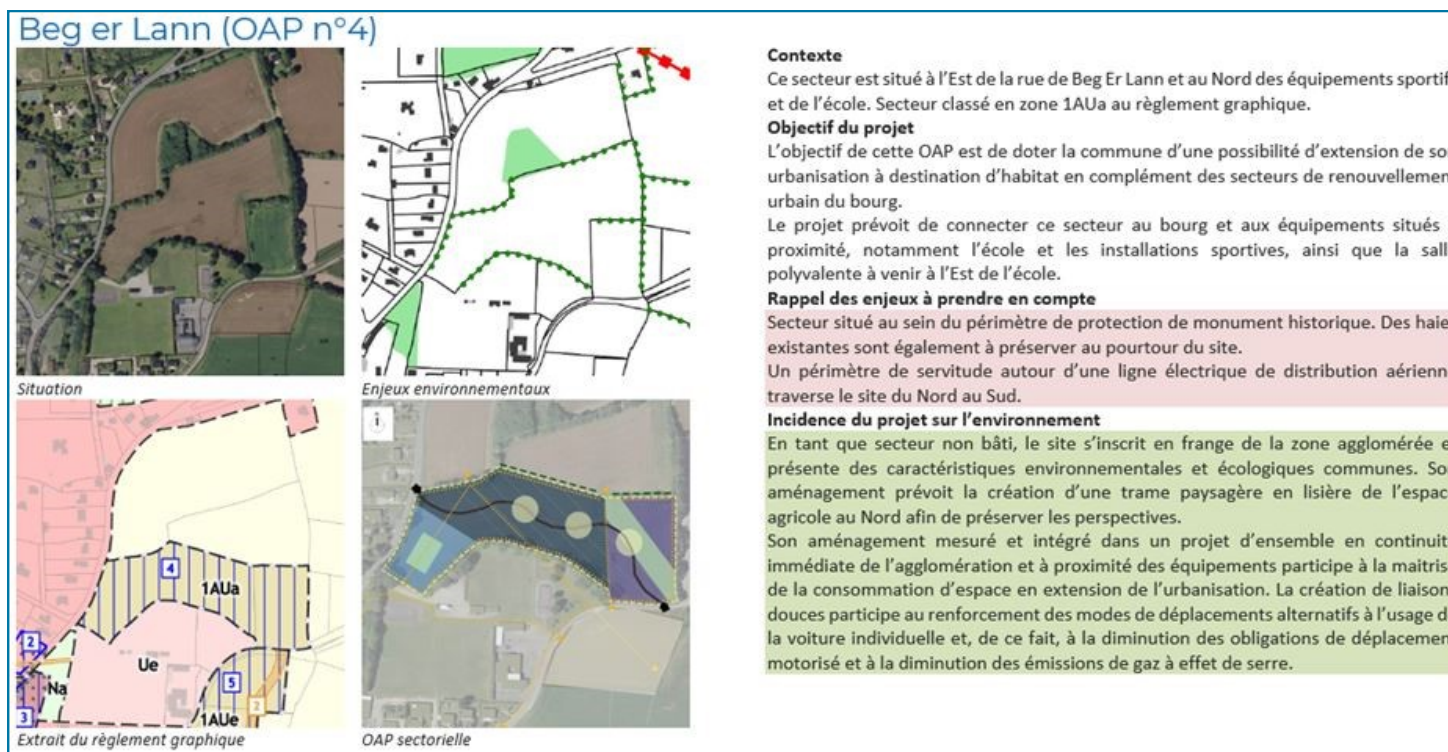 Beg er Lann (OAP n°4)
Situation
Enjeux environnementaux
4
1AUa
2
Ue
Na
5
2
3
1AUe
Extrait du règlement graphique
OAP sectorielle
Contexte
Ce secteur est situé à l'Est de la rue de Beg Er Lann et au Nord des équipements sportif
et de l'école. Secteur classé en zone 1AUa au règlement graphique.
Objectif du projet
L'objectif de cette OAP est de doter la commune d'une possibilité d'extension de so
urbanisation à destination d'habitat en complément des secteurs de renouvellemen
urbain du bourg.
Le projet prévoit de connecter ce secteur au bourg et aux équipements situés
proximité, notamment l'école et les installations sportives, ainsi que la sall
polyvalente à venir à l'Est de l'école.
Rappel des enjeux à prendre en compte
Secteur situé au sein du périmètre de protection de monument historique. Des haie
existantes sont également à préserver au pourtour du site.
Un périmètre de servitude autour d'une ligne électrique de distribution aérienn
traverse le site du Nord au Sud.
Incidence du projet sur l'environnement
En tant que secteur non bâti, le site s'inscrit en frange de la zone agglomérée e
présente des caractéristiques environnementales et écologiques communes. So
aménagement prévoit la création d'une trame paysagère en lisière de l'espac
agricole au Nord afin de préserver les perspectives.
Son aménagement mesuré et intégré dans un projet d'ensemble en continuit
immédiate de l'agglomération et à proximité des équipements participe à la maitris
de la consommation d'espace en extension de l'urbanisation. La création de liaison
douces participe au renforcement des modes de déplacements alternatifs à l'usage d
la voiture individuelle et, de ce fait, à la diminution des obligations de déplacemen
motorisé et à la diminution des émissions de gaz à effet de serre.